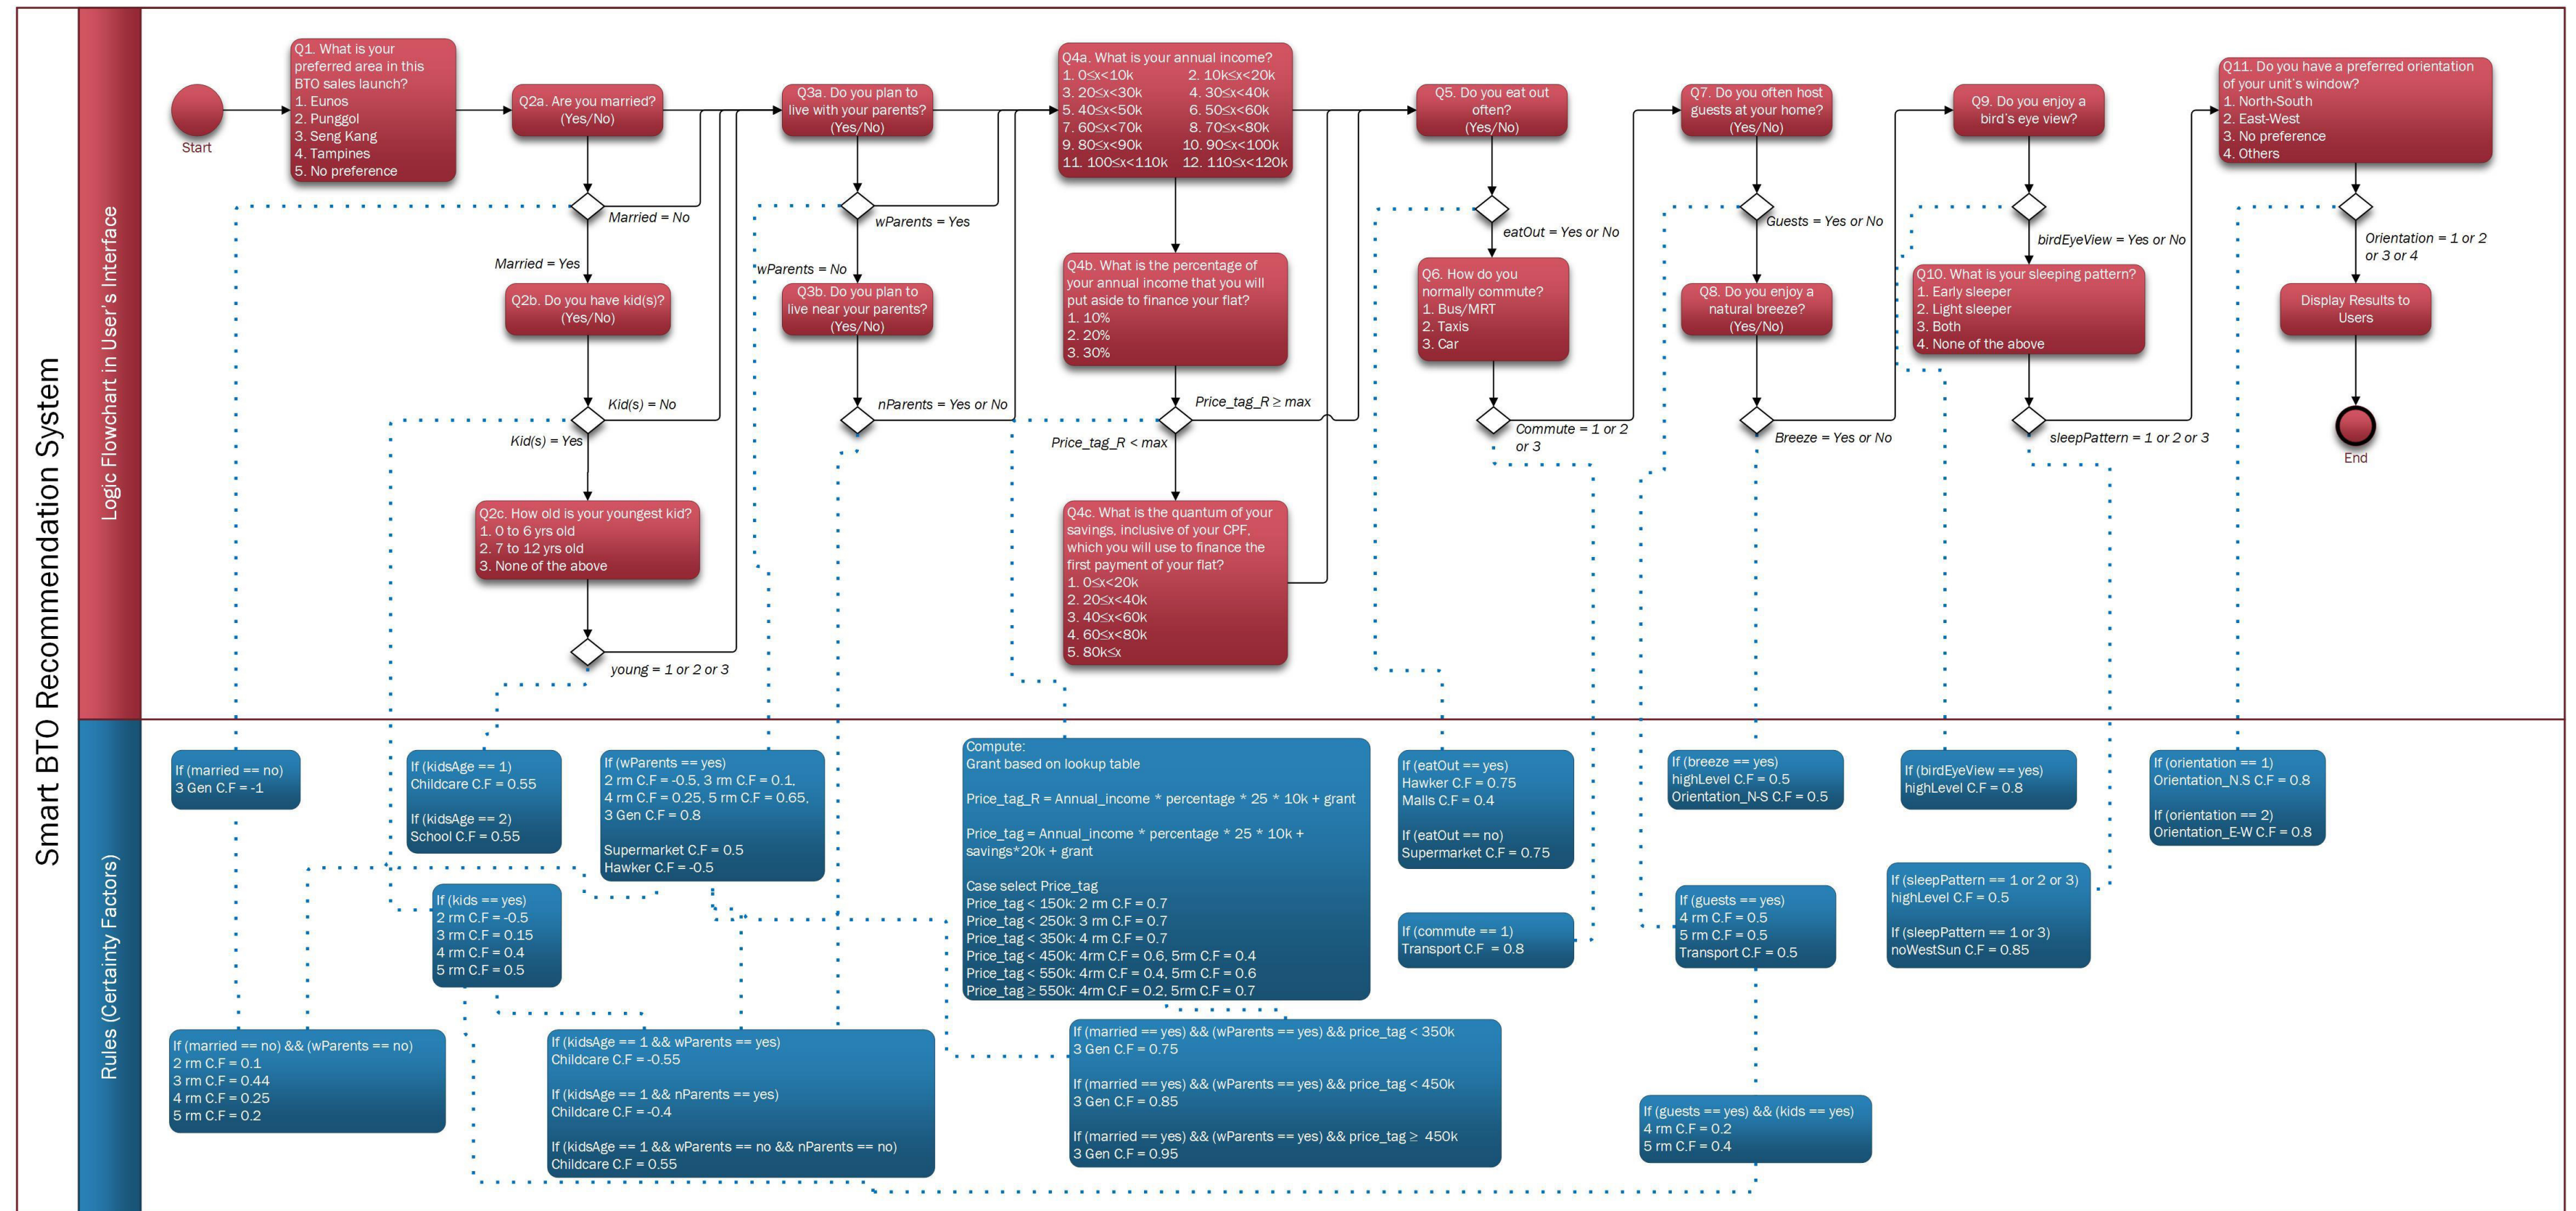 Smart BTO Recommendation System
Logic Flowchart in User's Interface
Start
Q1. What is your
preferred area in this
BTO sales launch?
1. Eunos
2. Punggol
3. Seng Kang
4. Tampines
5. No preference
Q2a. Are you married?
(Yes/No)
Married = No
Married = Yes
Q2b. Do you have kid(s)?
(Yes/No)
Kid(s) = No
Kid(s) = Yes
Q2c. How old is your youngest kid?
1. 0 to 6 yrs old
2. 7 to 12 yrs old
3. None of the above
young = 1 or 2 or 3
Q3a. Do you plan to
live with your parents?
(Yes/No)
wParents = Yes
wParents = No
Q3b. Do you plan to
live near your parents?
(Yes/No)
nParents = Yes or No
Q4a. What is your annual income?
1. 0≤x<10k 2. 10k≤x<20k
3. 20≤x<30k 4. 30≤x<40k
5. 40≤x<50k 6. 50≤x<60k
7. 60≤x<70k 8. 70≤x<80k
9. 80≤x<90k 10. 90≤x<100k
11. 100≤x<110k 12. 110≤x<120k
Q4b. What is the percentage of
your annual income that you will
put aside to finance your flat?
1. 10%
2. 20%
3. 30%
Price_tag_R ≥ max
Price_tag_R < max
Q4c. What is the quantum of your
savings, inclusive of your CPF,
which you will use to finance the
first payment of your flat?
1. 0≤x<20k
2. 20≤x<40k
3. 40≤x<60k
4. 60≤x<80k
5. 80k≤x
Q5. Do you eat out
often?
(Yes/No)
eatOut = Yes or No
Q6. How do you
normally commute?
1. Bus/MRT
2. Taxis
3. Car
Commute = 1 or 2
or 3
Q7. Do you often host
guests at your home?
(Yes/No)
Guests = Yes or No
Q8. Do you enjoy a
natural breeze?
(Yes/No)
Breeze = Yes or No
Q9. Do you enjoy a
bird's eye view?
birdEyeView = Yes or No
Q10. What is your sleeping pattern?
1. Early sleeper
2. Light sleeper
3. Both
4. None of the above
sleepPattern = 1 or 2 or 3
Q11. Do you have a preferred orientation
of your unit's window?
1. North-South
2. East-West
3. No preference
4. Others
Orientation = 1 or 2
or 3 or 4
Display Results to
Users
End
Rules (Certainty Factors)
If (married == no)
3 Gen C.F = -1
If (kidsAge == 1)
Childcare C.F = 0.55
If (kidsAge == 2)
School C.F = 0.55
If (wParents == yes)
2 rm C.F = -0.5, 3 rm C.F = 0.1,
4 rm C.F = 0.25, 5 rm C.F = 0.65,
3 Gen C.F = 0.8
Supermarket C.F = 0.5
Hawker C.F = -0.5
If (kids == yes)
2 rm C.F = -0.5
3 rm C.F = 0.15
4 rm C.F = 0.4
5 rm C.F = 0.5
Compute:
Grant based on lookup table
Price_tag_R = Annual_income * percentage * 25 * 10k + grant
Price_tag = Annual_income * percentage * 25 * 10k +
savings*20k + grant
Case select Price_tag
Price_tag < 150k: 2 rm C.F = 0.7
Price_tag < 250k: 3 rm C.F = 0.7
Price_tag < 350k: 4 rm C.F = 0.7
Price_tag < 450k: 4rm C.F = 0.6, 5rm C.F = 0.4
Price_tag < 550k: 4rm C.F = 0.4, 5rm C.F = 0.6
Price_tag ≥ 550k: 4rm C.F = 0.2, 5rm C.F = 0.7
If (eatOut == yes)
Hawker C.F = 0.75
Malls C.F = 0.4
If (eatOut == no)
Supermarket C.F = 0.75
If (commute == 1)
Transport C.F = 0.8
If (breeze == yes)
highLevel C.F = 0.5
Orientation_N-S C.F = 0.5
If (guests == yes)
4 rm C.F = 0.5
5 rm C.F = 0.5
Transport C.F = 0.5
If (birdEyeView == yes)
highLevel C.F = 0.8
If (sleepPattern == 1 or 2 or 3)
highLevel C.F = 0.5
If (sleepPattern == 1 or 3)
noWestSun C.F = 0.85
If (orientation == 1)
Orientation_N.S C.F = 0.8
If (orientation == 2)
Orientation_E-W C.F = 0.8
If (married == no) && (wParents == no)
2 rm C.F = 0.1
3 rm C.F = 0.44
4 rm C.F = 0.25
5 rm C.F = 0.2
If (kidsAge == 1 && wParents == yes)
Childcare C.F = -0.55
If (kidsAge == 1 && nParents == yes)
Childcare C.F = -0.4
If (kidsAge == 1 && wParents == no && nParents == no)
Childcare C.F = 0.55
If (married == yes) && (wParents == yes) && price_tag < 350k
3 Gen C.F = 0.75
If (married == yes) && (wParents == yes) && price_tag < 450k
3 Gen C.F = 0.85
If (married == yes) && (wParents == yes) && price_tag ≥ 450k
3 Gen C.F = 0.95
If (guests == yes) && (kids == yes)
4 rm C.F = 0.2
5 rm C.F = 0.4